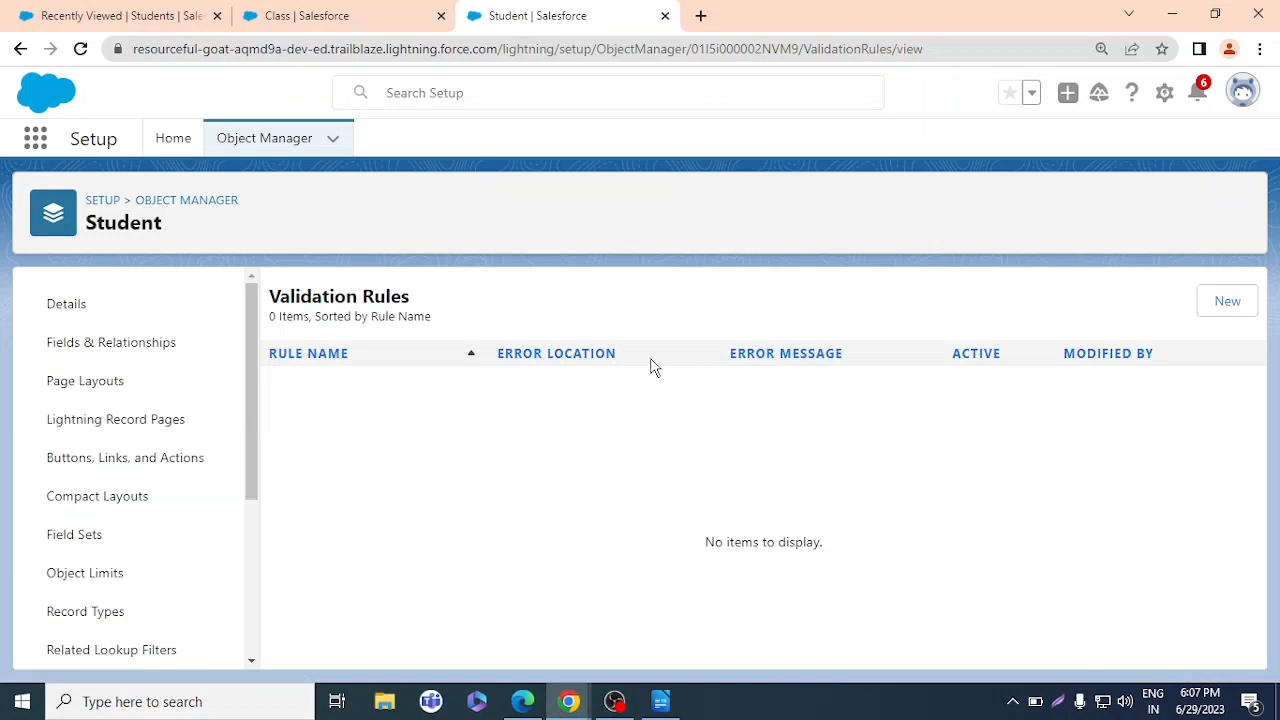 Recently Viewed | Students | Sale
Class | Salesforce
Student | Salesforce
resourceful-goat-aqmd9a-dev-ed.trailblaze.lightning.force.com/lightning/setup/ObjectManager/01I5i000002NVM9/ValidationRules/view
Search Setup
6
Setup
Home
Object Manager
SETUP > OBJECT MANAGER
Student
Details
Fields & Relationships
Page Layouts
Lightning Record Pages
Buttons, Links, and Actions
Compact Layouts
Field Sets
Object Limits
Record Types
Related Lookup Filters
Validation Rules
0 Items, Sorted by Rule Name
New
RULE NAME ERROR LOCATION ERROR MESSAGE ACTIVE MODIFIED BY
No items to display.
Type here to search
ENG
IN
6:07 PM
6/29/2023
5